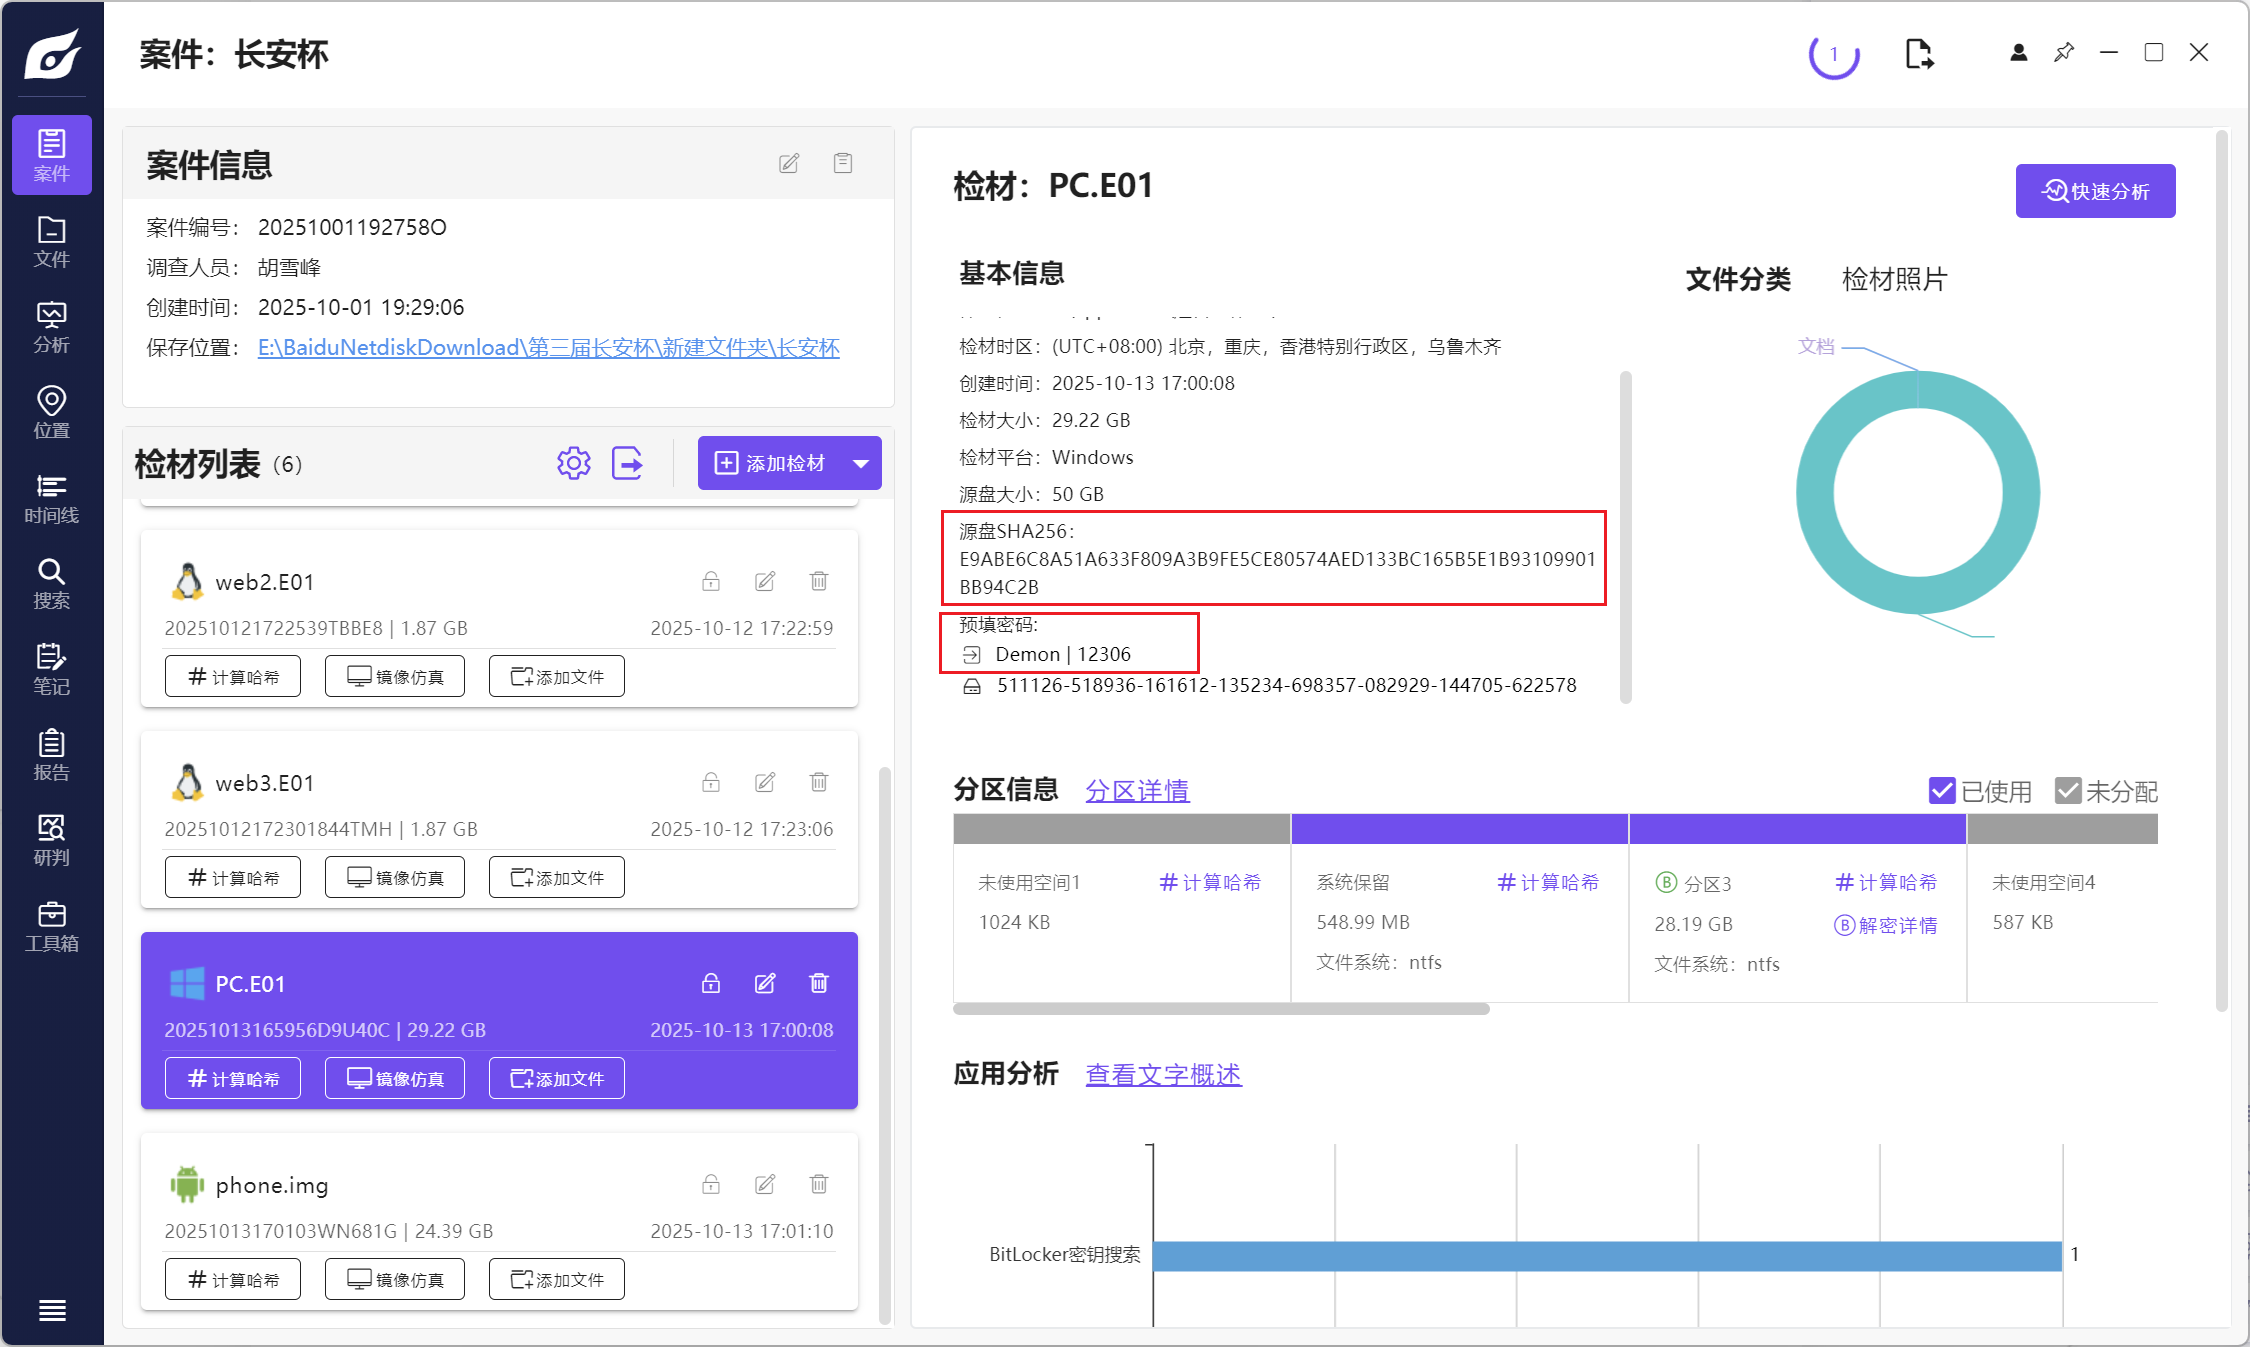 案件：长安杯
1
案件
文件
分析
位置
时间线
搜索
笔记
报告
研判
工具箱
案件信息
案件编号： 20251001192758O
调查人员： 胡雪峰
创建时间： 2025-10-01 19:29:06
保存位置： E:\BaiduNetdiskDownload\第三届长安杯\新建文件夹\长安杯
检材列表 (6)
添加检材
web2.E01
202510121722539TBBE8 | 1.87 GB 2025-10-12 17:22:59
计算哈希 镜像仿真 添加文件
web3.E01
20251012172301844TMH | 1.87 GB 2025-10-12 17:23:06
计算哈希 镜像仿真 添加文件
PC.E01
20251013165956D9U40C | 29.22 GB 2025-10-13 17:00:08
计算哈希 镜像仿真 添加文件
phone.img
20251013170103WN681G | 24.39 GB 2025-10-13 17:01:10
计算哈希 镜像仿真 添加文件
检材：PC.E01
快速分析
基本信息
检材时区：(UTC+08:00) 北京，重庆，香港特别行政区，乌鲁木齐
创建时间：2025-10-13 17:00:08
检材大小：29.22 GB
检材平台：Windows
源盘大小：50 GB
源盘SHA256：
E9ABE6C8A51A633F809A3B9FE5CE80574AED133BC165B5E1B93109901
BB94C2B
预填密码:
Demon | 12306
511126-518936-161612-135234-698357-082929-144705-622578
文件分类 检材照片
文档
分区信息 分区详情
已使用 未分配
未使用空间1 #计算哈希
1024 KB
系统保留 #计算哈希
548.99 MB
文件系统：ntfs
B 分区3 #计算哈希
28.19 GB B解密详情
文件系统：ntfs
未使用空间4
587 KB
应用分析 查看文字概述
BitLocker密钥搜索 1